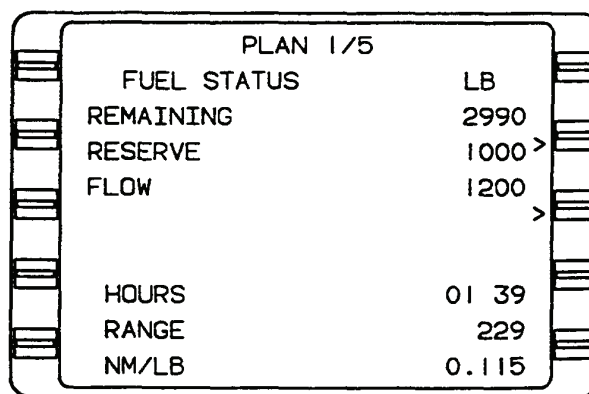 PLAN 1/5
FUEL STATUS LB
REMAINING 2990
RESERVE 1000 >
FLOW 1200
>
HOURS 01 39
RANGE 229
NM/LB 0.115